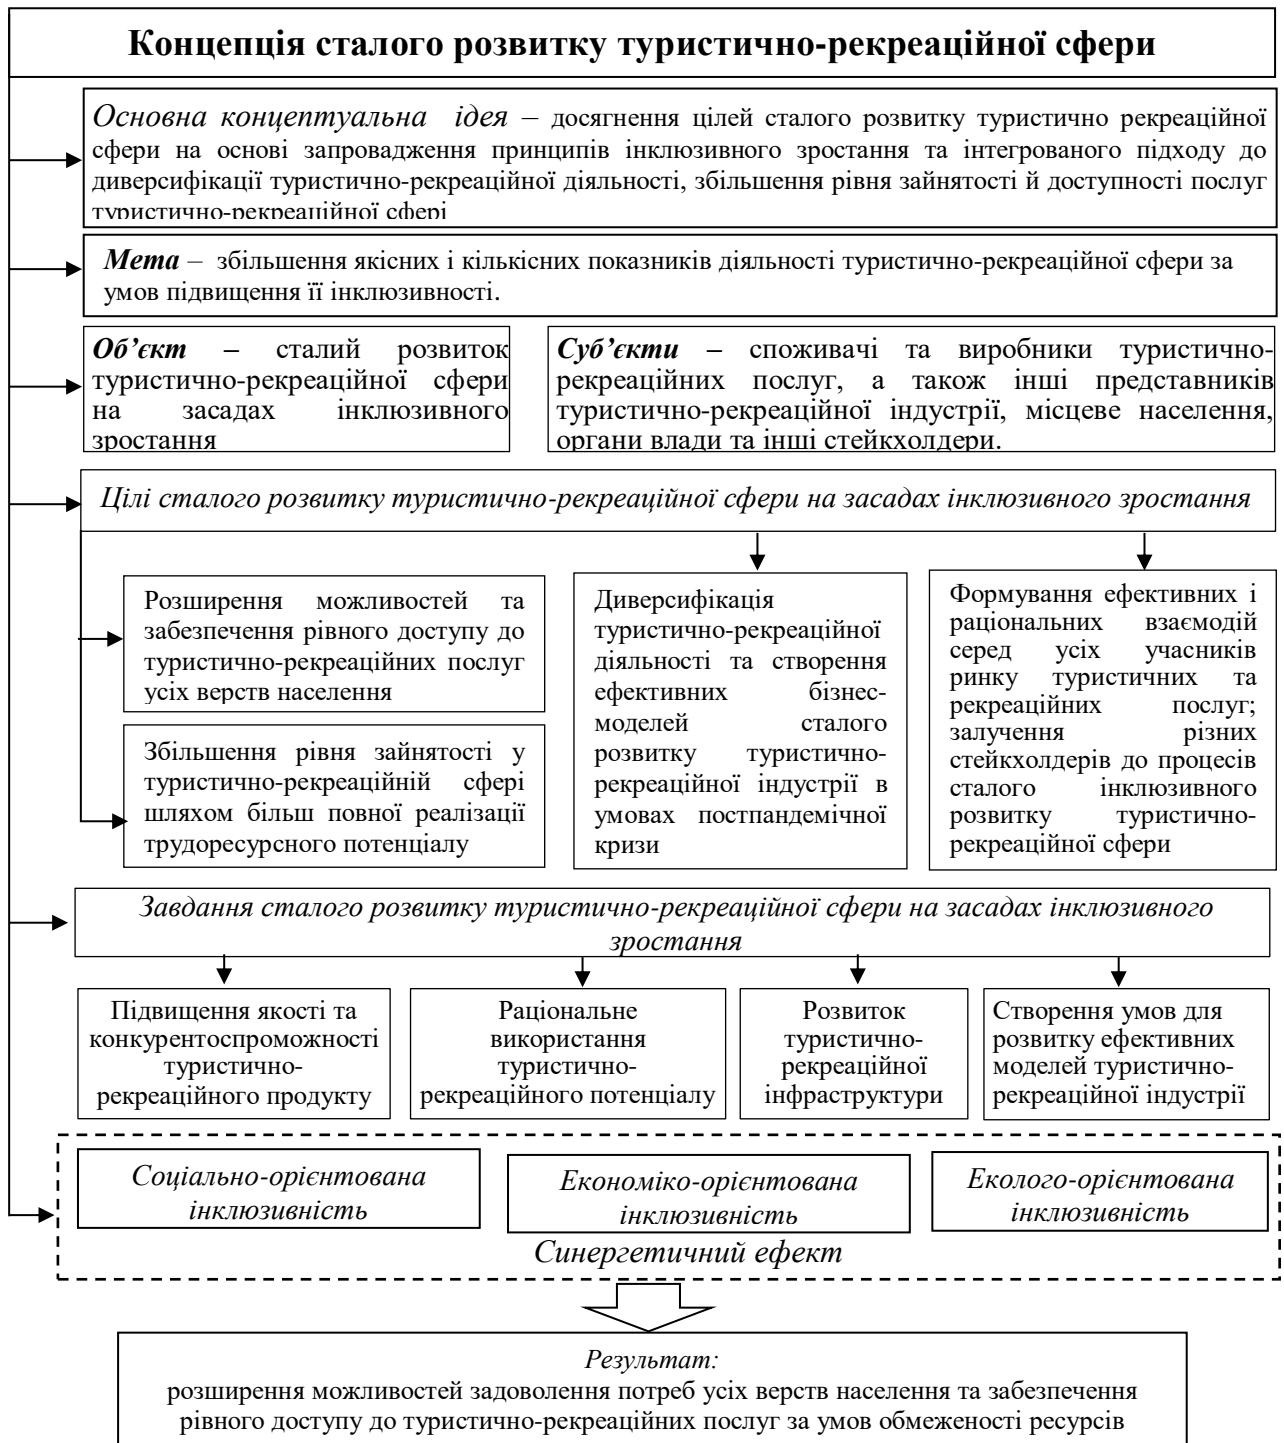 Концепція сталого розвитку туристично-рекреаційної сфери
Основна концептуальна ідея – досягнення цілей сталого розвитку туристично рекреаційної
сфери на основі запровадження принципів інклюзивного зростання та інтегрованого підходу до
диверсифікації туристично-рекреаційної діяльності, збільшення рівня зайнятості й доступності послуг
туристично-рекреаційної сфері
Мета – збільшення якісних і кількісних показників діяльності туристично-рекреаційної сфери за
умов підвищення її інклюзивності.
Об’єкт – сталий розвиток
туристично-рекреаційної сфери
на засадах інклюзивного
зростання
Суб’єкти – споживачі та виробники туристично-
рекреаційних послуг, а також інші представників
туристично-рекреаційної індустрії, місцеве населення,
органи влади та інші стейкхолдери.
Цілі сталого розвитку туристично-рекреаційної сфери на засадах інклюзивного зростання
Розширення можливостей та
забезпечення рівного доступу до
туристично-рекреаційних послуг
усіх верств населення
Збільшення рівня зайнятості у
туристично-рекреаційній сфері
шляхом більш повної реалізації
трудоресурсного потенціалу
Диверсифікація
туристично-рекреаційної
діяльності та створення
ефективних бізнес-
моделей сталого
розвитку туристично-
рекреаційної індустрії в
умовах постпандемічної
кризи
Формування ефективних і
раціональних взаємодій
серед усіх учасників
ринку туристичних та
рекреаційних послуг;
залучення різних
стейкхолдерів до процесів
сталого інклюзивного
розвитку туристично-
рекреаційної сфери
Завдання сталого розвитку туристично-рекреаційної сфери на засадах інклюзивного
зростання
Підвищення якості та
конкурентоспроможності
туристично-
рекреаційного продукту
Раціональне
використання
туристично-
рекреаційного потенціалу
Розвиток
туристично-
рекреаційної
інфраструктури
Створення умов для
розвитку ефективних
моделей туристично-
рекреаційної індустрії
Соціально-орієнтована
інклюзивність
Економіко-орієнтована
інклюзивність
Еколого-орієнтована
інклюзивність
Синергетичний ефект
Результат:
розширення можливостей задоволення потреб усіх верств населення та забезпечення
рівного доступу до туристично-рекреаційних послуг за умов обмеженості ресурсів